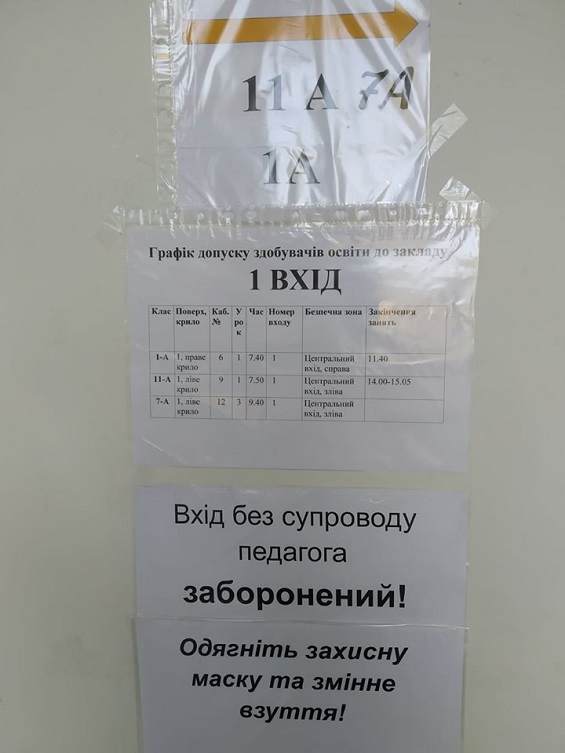 11 А 7А
1А
Графік допуску здобувачів освіти до закладу
1 ВХІД
Клас Поверх, крило Каб. № Урок Час Номер входу Безпечна зона Закінчення занять
1-А 1, праве крило 6 1 7.40 1 Центральний вхід, справа 11.40
11-А 1, ліве крило 9 1 7.50 1 Центральний вхід, зліва 14.00-15.05
7-А 1, ліве крило 12 3 9.40 1 Центральний вхід, зліва
Вхід без супроводу
педагога
заборонений!
Одягніть захисну
маску та змінне
взуття!